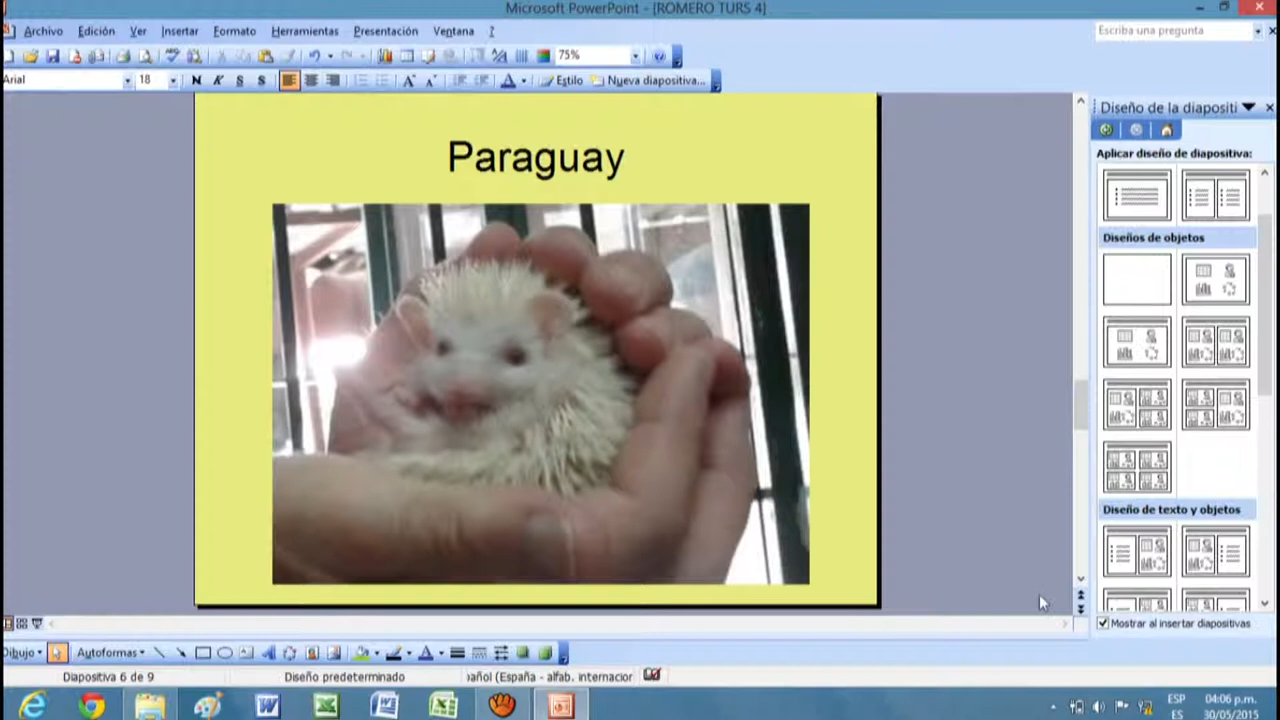 Microsoft PowerPoint - [ROMERO TURS 4]
Archivo Edición Ver Insertar Formato Herramientas Presentación Ventana ?
Escriba una pregunta
75%
Arial 18 N K S S Estilo Nueva diapositiva...
Diseño de la diapositi
Aplicar diseño de diapositiva:
Paraguay
Diseños de objetos
Diseño de texto y objetos
Mostrar al insertar diapositivas
Dibujo Autoformas
Diapositiva 6 de 9 Diseño predeterminado añol (España - alfab. internacior
ESP 04:06 p.m.
ES 30/05/2015